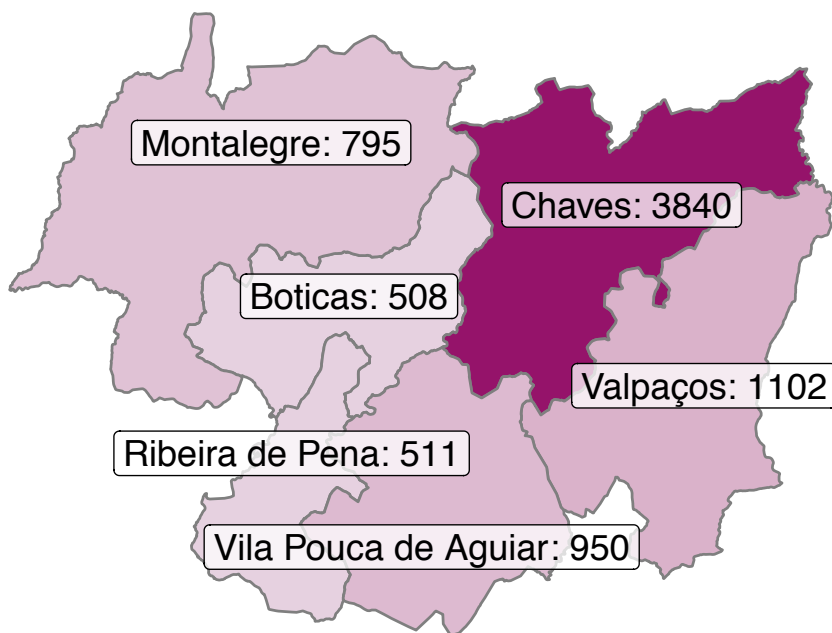 Montalegre: 795
Chaves: 3840
Boticas: 508
Valpaços: 1102
Ribeira de Pena: 511
Vila Pouca de Aguiar: 950